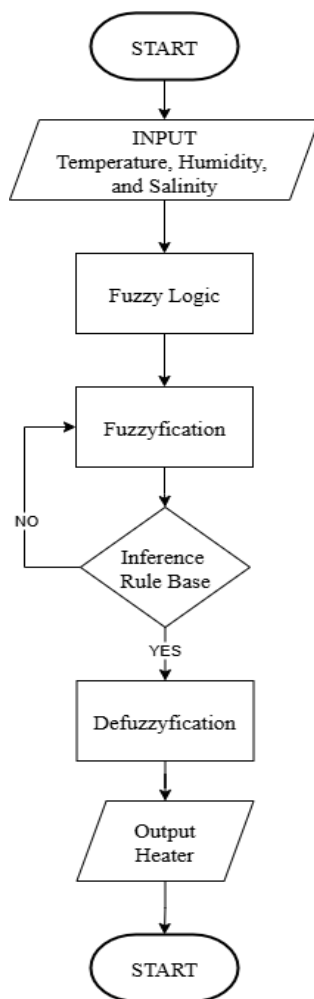 START
INPUT
Temperature, Humidity,
and Salinity
Fuzzy Logic
Fuzzyfication
NO
Inference
Rule Base
YES
Defuzzyfication
Output
Heater
START